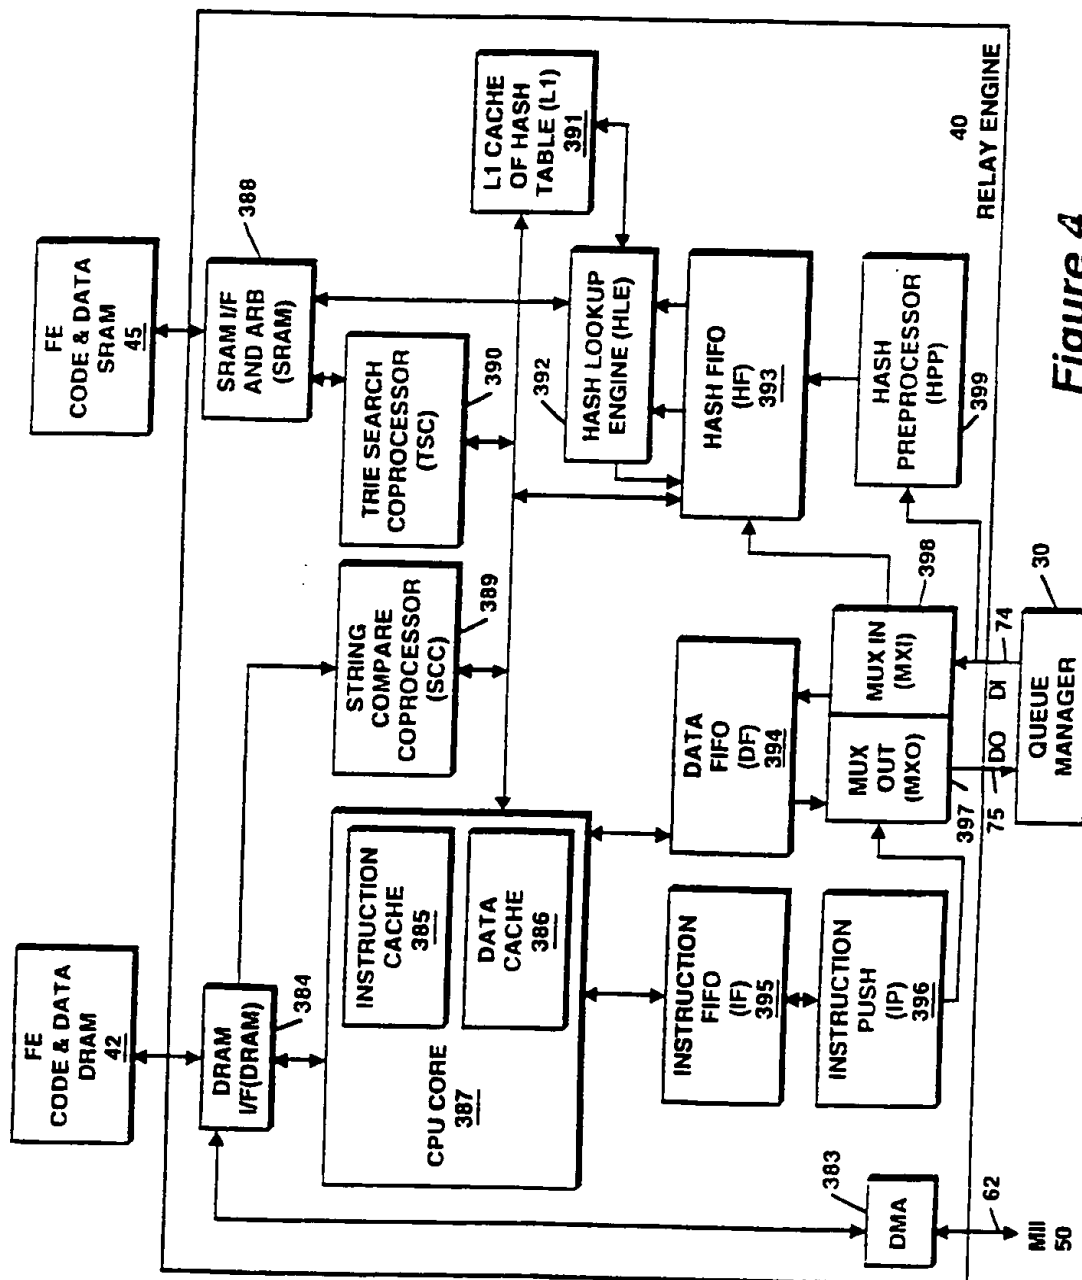 FE
CODE & DATA
DRAM
42
FE
CODE & DATA
SRAM
45
DRAM
I/F(DRAM)
384
SRAM I/F
AND ARB
(SRAM)
388
CPU CORE
387
INSTRUCTION
CACHE
385
DATA
CACHE
386
STRING
COMPARE
COPROCESSOR
(SCC)
389
TRIE SEARCH
COPROCESSOR
(TSC)
390
L1 CACHE
OF HASH
TABLE (L1)
391
392
HASH LOOKUP
ENGINE (HLE)
INSTRUCTION
FIFO
(IF)
395
DATA
FIFO
(DF)
394
HASH FIFO
(HF)
393
INSTRUCTION
PUSH
(IP)
396
MUX
OUT
(MXO)
397
MUX IN
(MXI)
398
HASH
PREPROCESSOR
(HPP)
399
40
RELAY ENGINE
383
DMA
62
MII
50
75
DO
DI
74
QUEUE
MANAGER
30
Figure 4